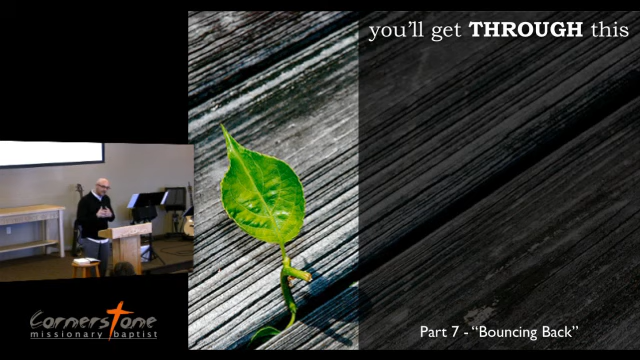 you'll get THROUGH this
Cornerstone
missionary baptist
Part 7 - “Bouncing Back”